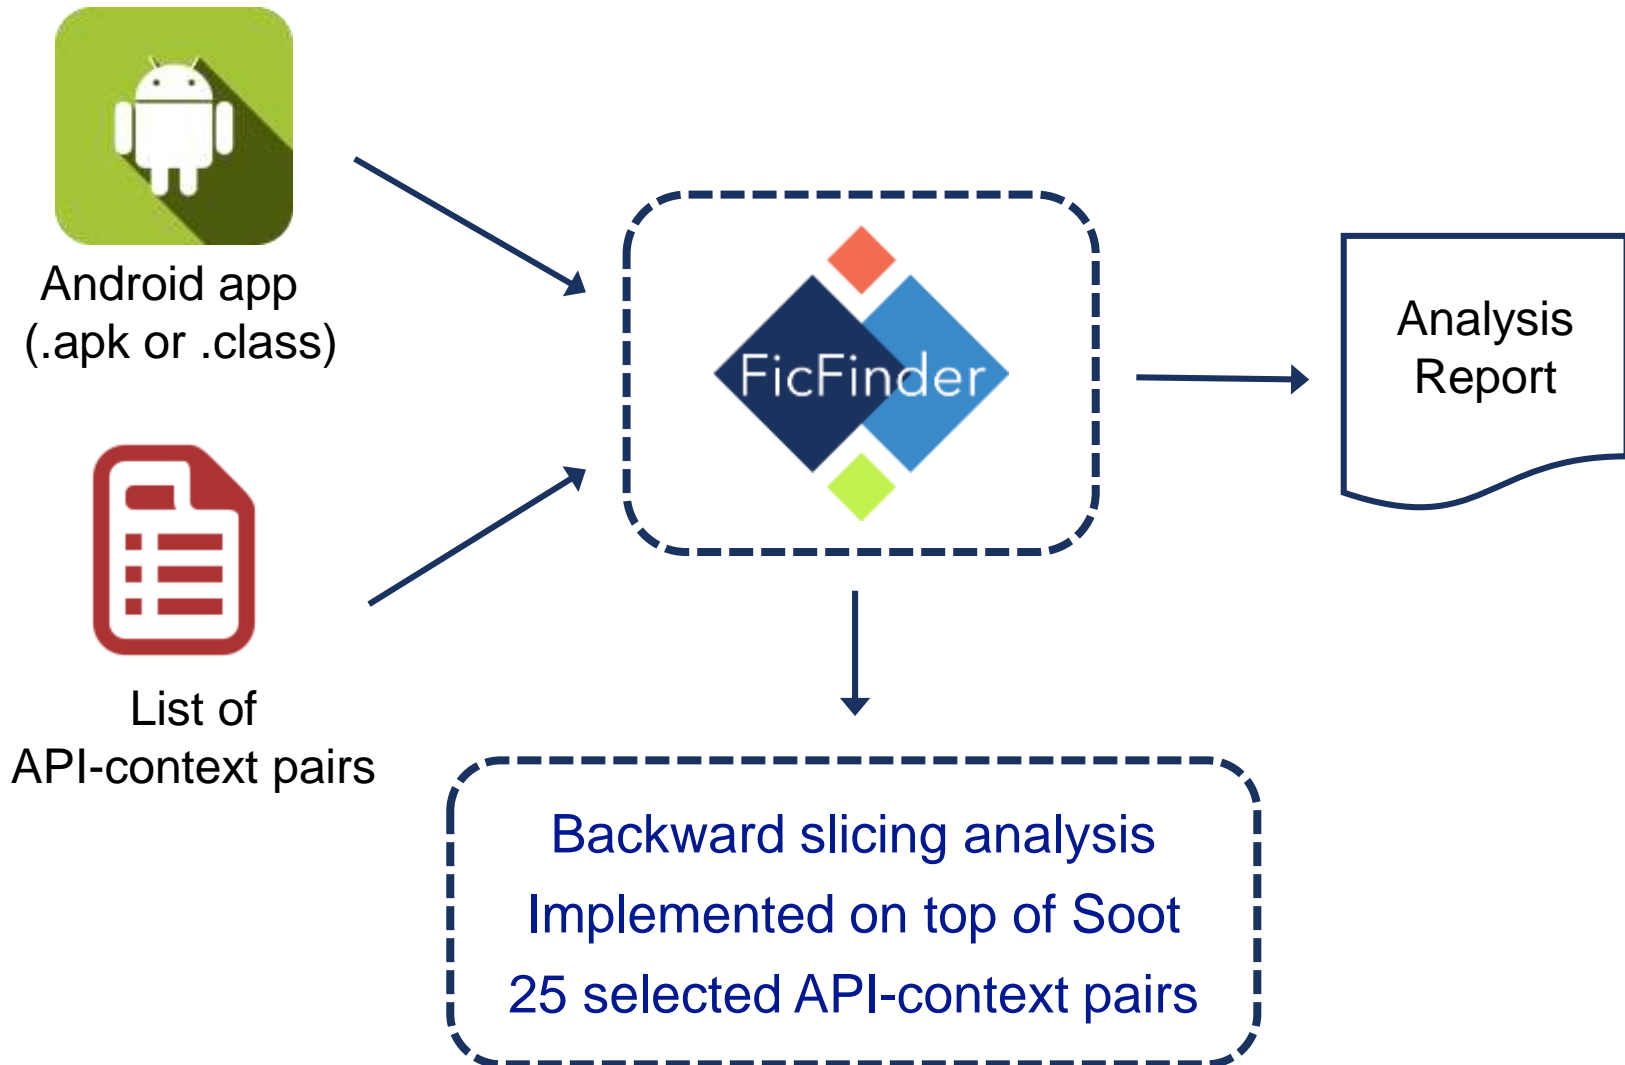 Android app
(.apk or .class)
List of
API-context pairs
FicFinder
Analysis
Report
Backward slicing analysis
Implemented on top of Soot
25 selected API-context pairs